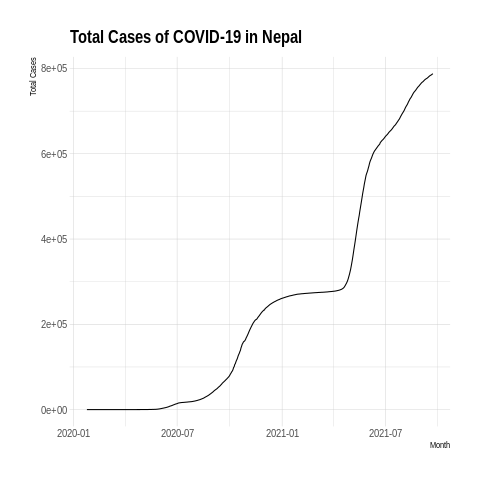 Total Cases of COVID-19 in Nepal
Total Cases
8e+05
6e+05
4e+05
2e+05
0e+00
2020-01 2020-07 2021-01 2021-07
Month